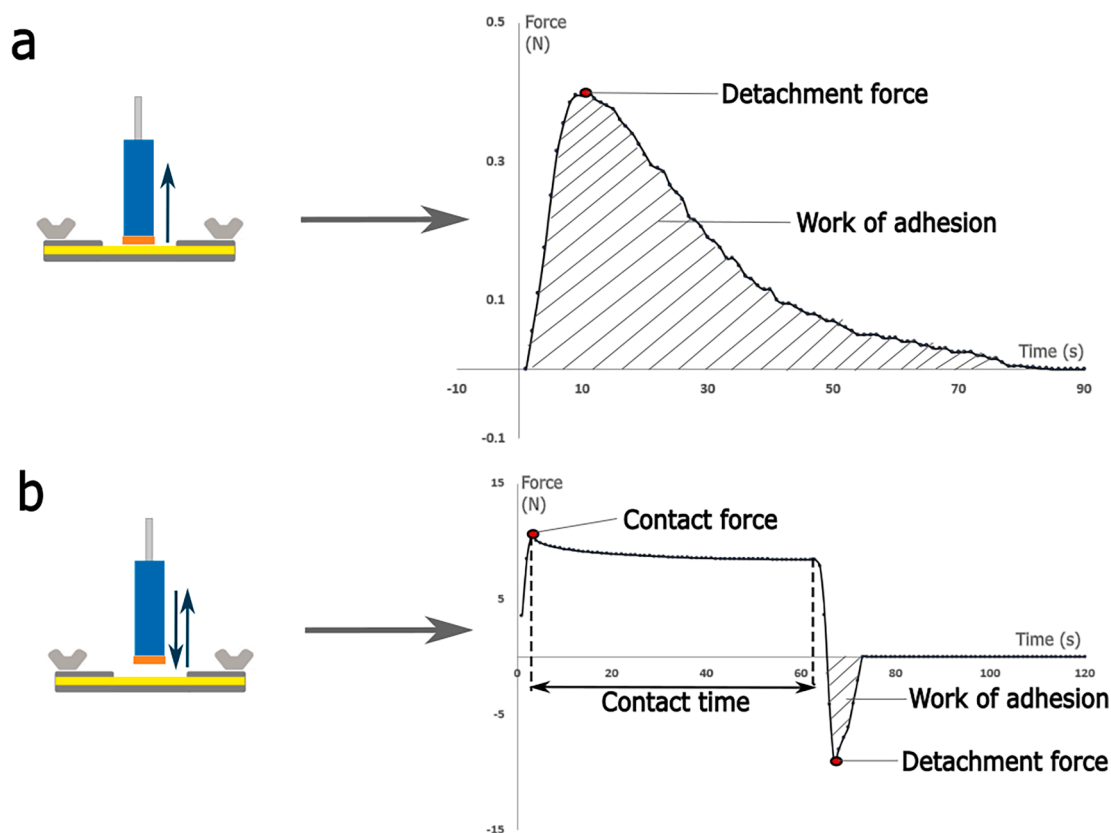 a
0.5
Force
(N)
Detachment force
0.3
Work of adhesion
0.1
Time (s)
-10
10
30
50
70
90
-0.1
b
15
Force
(N)
Contact force
5
Time (s)
0
20
40
60
80
100
120
Contact time
Work of adhesion
-5
Detachment force
-15